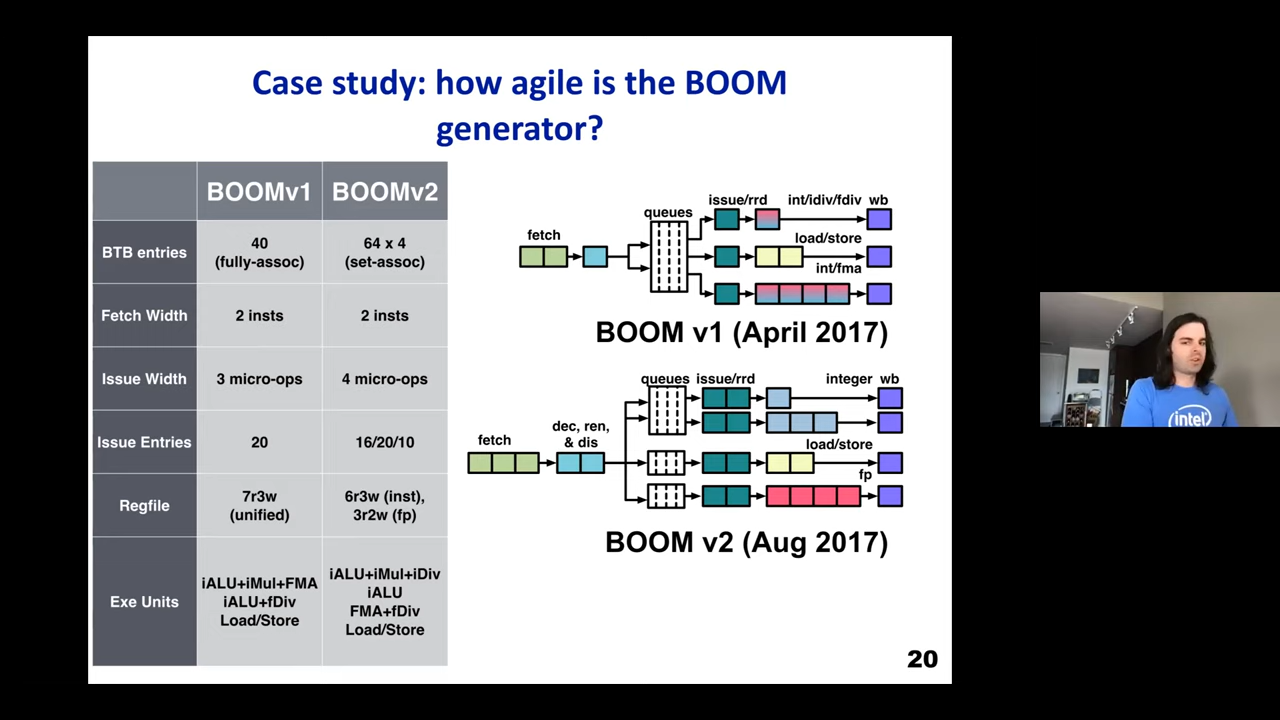 Case study: how agile is the BOOM
generator?
BOOMv1 BOOMv2
BTB entries
40
(fully-assoc)
64 x 4
(set-assoc)
Fetch Width
2 insts
2 insts
Issue Width
3 micro-ops
4 micro-ops
Issue Entries
20
16/20/10
Regfile
7r3w
(unified)
6r3w (inst),
3r2w (fp)
Exe Units
iALU+iMul+FMA
iALU+fDiv
Load/Store
iALU+iMul+iDiv
iALU
FMA+fDiv
Load/Store
fetch
queues
issue/rrd
int/idiv/fdiv
wb
load/store
int/fma
BOOM v1 (April 2017)
fetch
dec, ren,
& dis
queues
issue/rrd
integer
wb
load/store
fp
BOOM v2 (Aug 2017)
20
intel